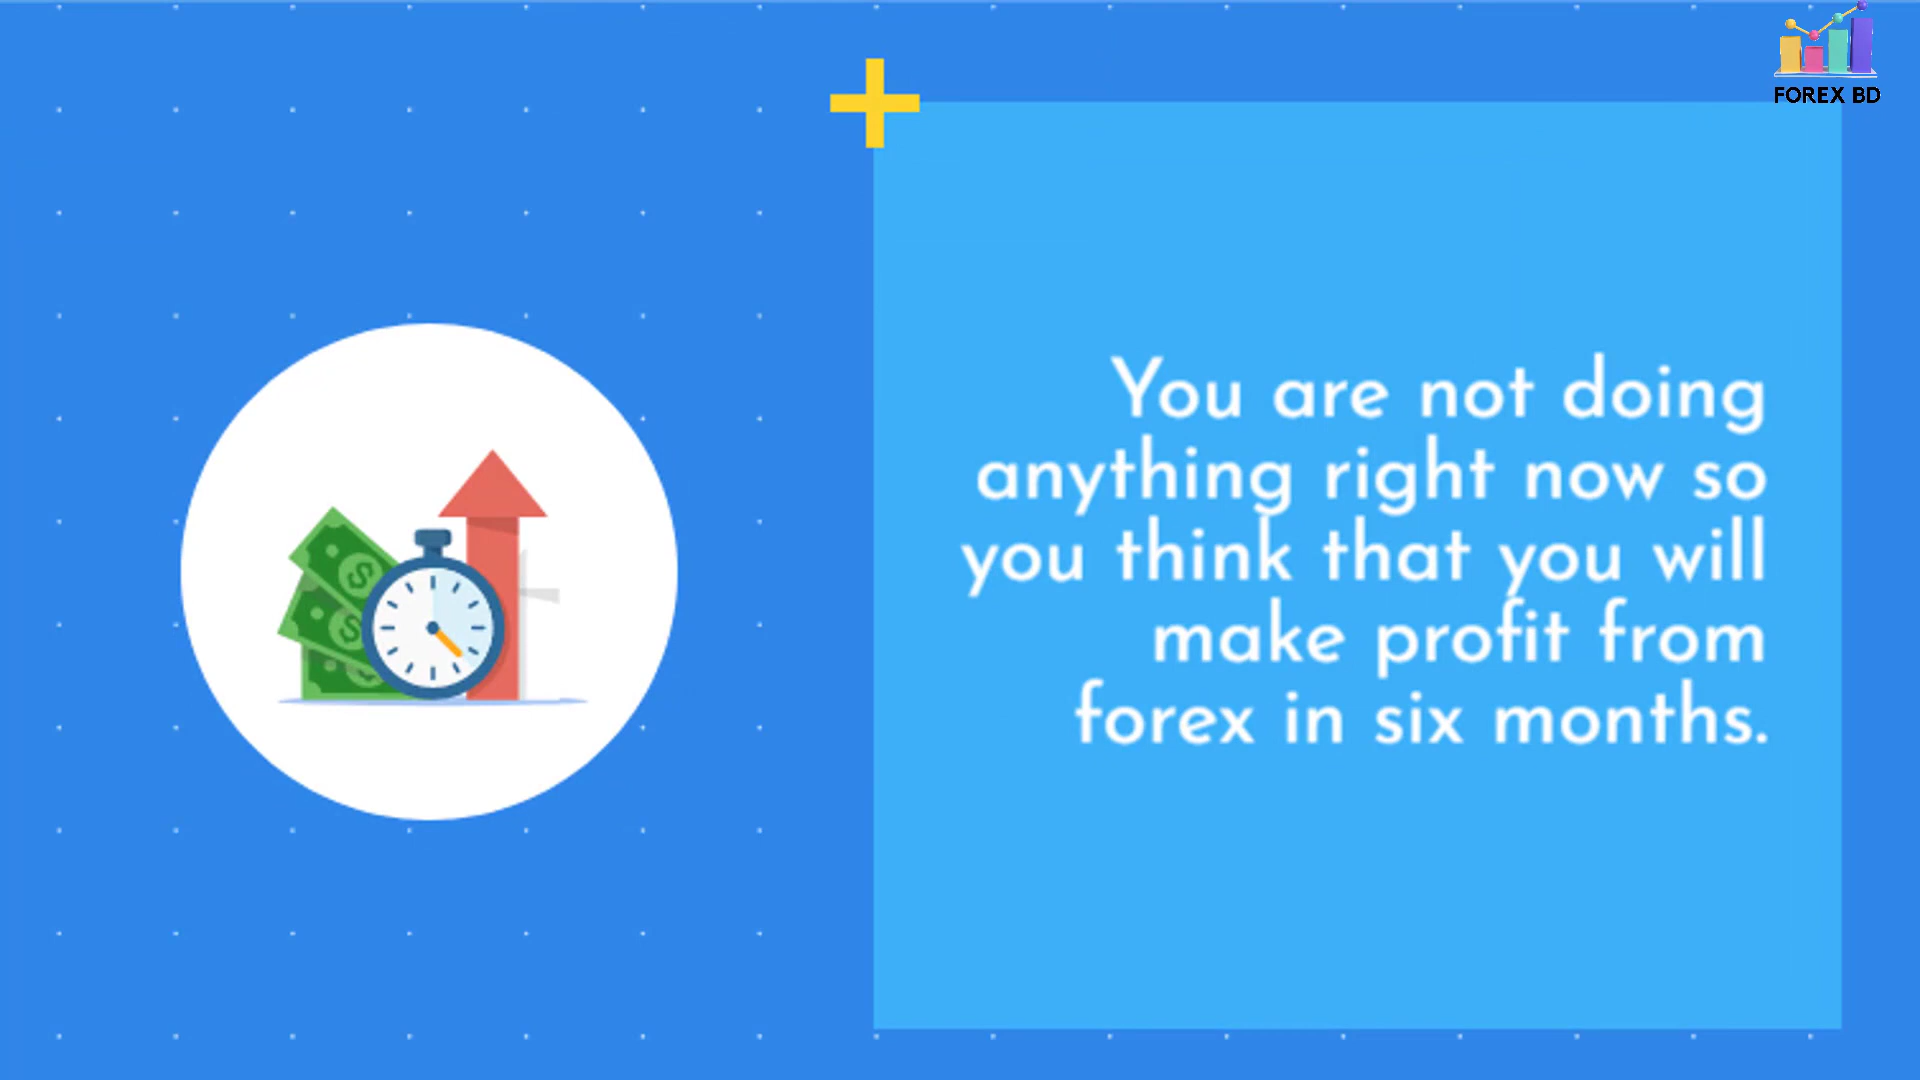 FOREX BD
You are not doing
anything right now so
you think that you will
make profit from
forex in six months.